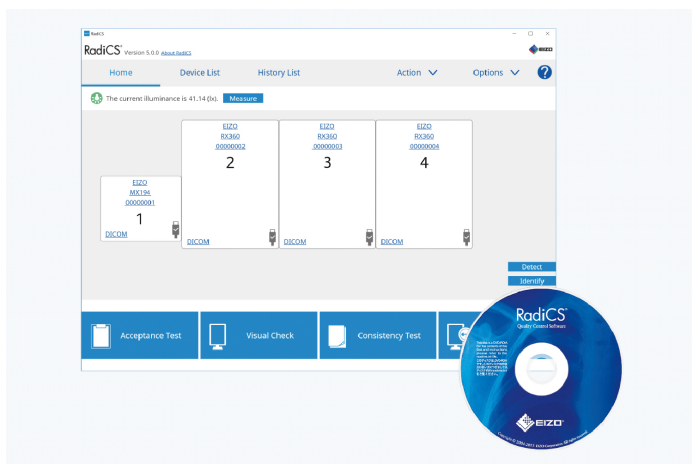 RadiCS
RadiCS® Version 5.0.0 About RadiCS
EIZO
Home Device List History List Action Options ?
The current illuminance is 41.14 (lx). Measure
EIZO
RX360
00000002
2
DICOM
EIZO
RX360
00000003
3
DICOM
EIZO
RX360
00000004
4
DICOM
EIZO
MX194
00000001
1
DICOM
Detect
Identify
Acceptance Test Visual Check Consistency Test
RadiCS®
Quality Control Software
EIZO®